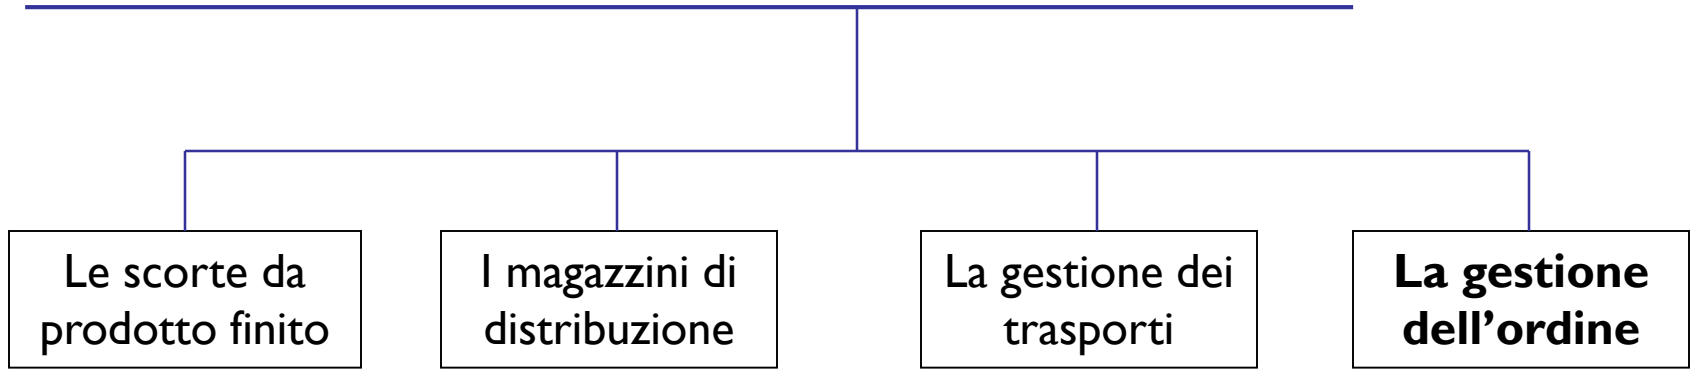 Le scorte da
prodotto finito
I magazzini di
distribuzione
La gestione dei
trasporti
La gestione
dell’ordine